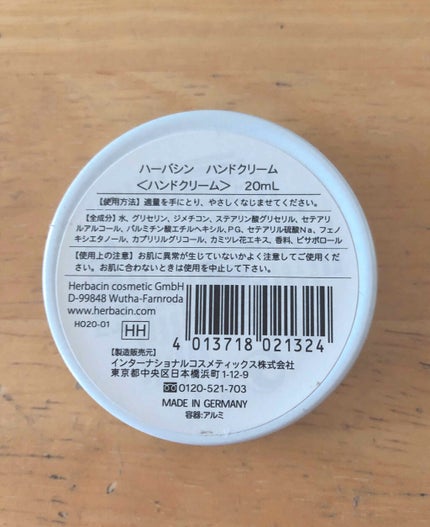 ハーバシン ハンドクリーム
<ハンドクリーム> 20mL
【使用方法】適量を手にとり、やさしくなじませてください。
【全成分】水、グリセリン、ジメチコン、ステアリン酸グリセリル、セテアリ
ルアルコール、パルミチン酸エチルヘキシル、PG、セテアリル硫酸Na、フェノ
キシエタノール、カプリリルグリコール、カミツレ花エキス、香料、ビサボロール
【使用上の注意】お肌に異常が生じていないかよく注意してご使用くだ
さい。お肌に合わないときは使用を中止して下さい。
Herbacin cosmetic GmbH
D-99848 Wutha-Farnroda
www.herbacin.com
H020-01
HH
4 013718 021324
【製造販売元】
インターナショナルコスメティックス株式会社
東京都中央区日本橋浜町1-12-9
0120-521-703
MADE IN GERMANY
容器:アルミ